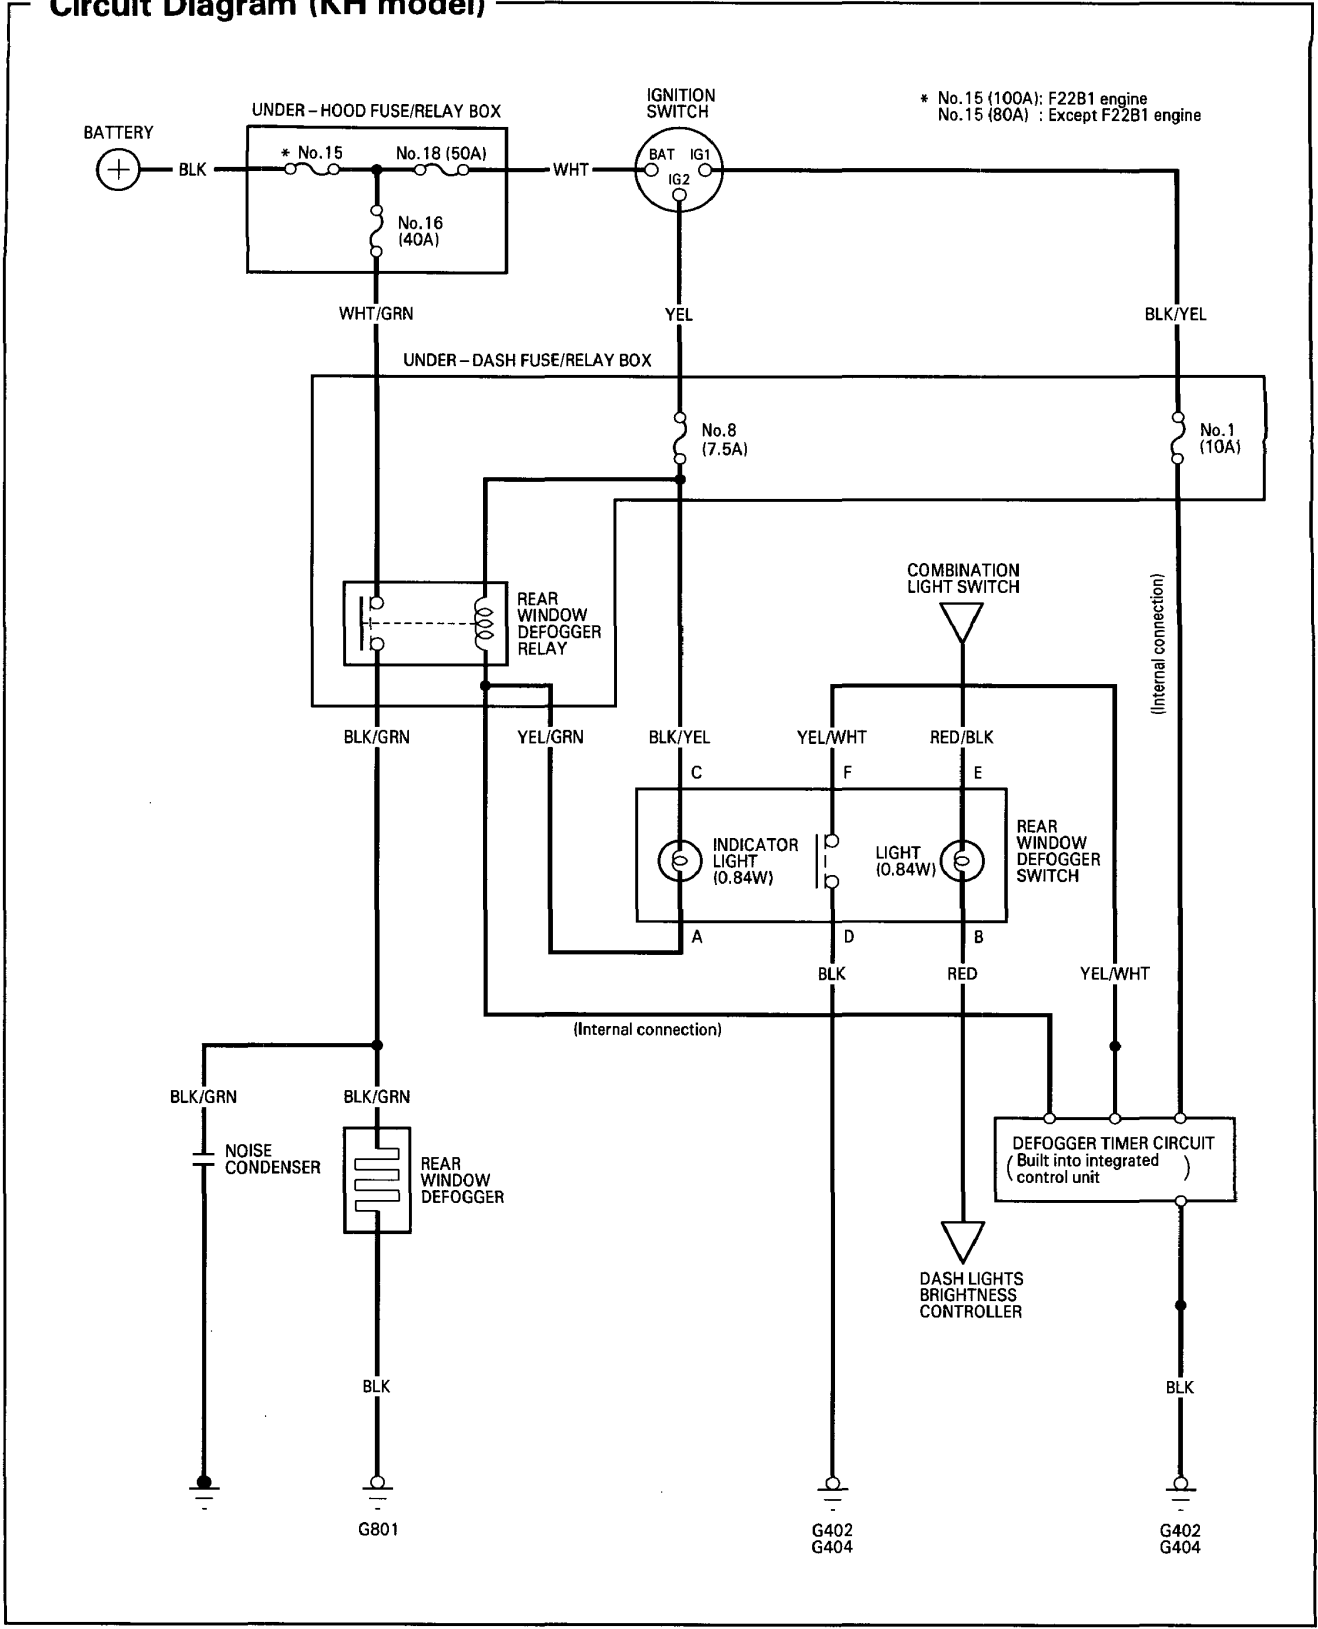 Circuit Diagram (KH model)
IGNITION
SWITCH
* No.15 (100A): F22B1 engine
No.15 (80A) : Except F22B1 engine
UNDER-HOOD FUSE/RELAY BOX
BATTERY
+
BLK
* No.15
No.18 (50A)
WHT
BAT
IG1
IG2
No.16
(40A)
WHT/GRN
YEL
BLK/YEL
UNDER-DASH FUSE/RELAY BOX
No.8
(7.5A)
No.1
(10A)
COMBINATION
LIGHT SWITCH
REAR
WINDOW
DEFOGGER
RELAY
(Internal connection)
BLK/GRN
YEL/GRN
BLK/YEL
YEL/WHT
RED/BLK
C
F
E
INDICATOR
LIGHT
(0.84W)
LIGHT
(0.84W)
REAR
WINDOW
DEFOGGER
SWITCH
A
D
B
BLK
RED
YEL/WHT
(Internal connection)
BLK/GRN
BLK/GRN
NOISE
CONDENSER
REAR
WINDOW
DEFOGGER
DEFOGGER TIMER CIRCUIT
(Built into integrated
control unit)
DASH LIGHTS
BRIGHTNESS
CONTROLLER
BLK
BLK
G801
G402
G404
G402
G404